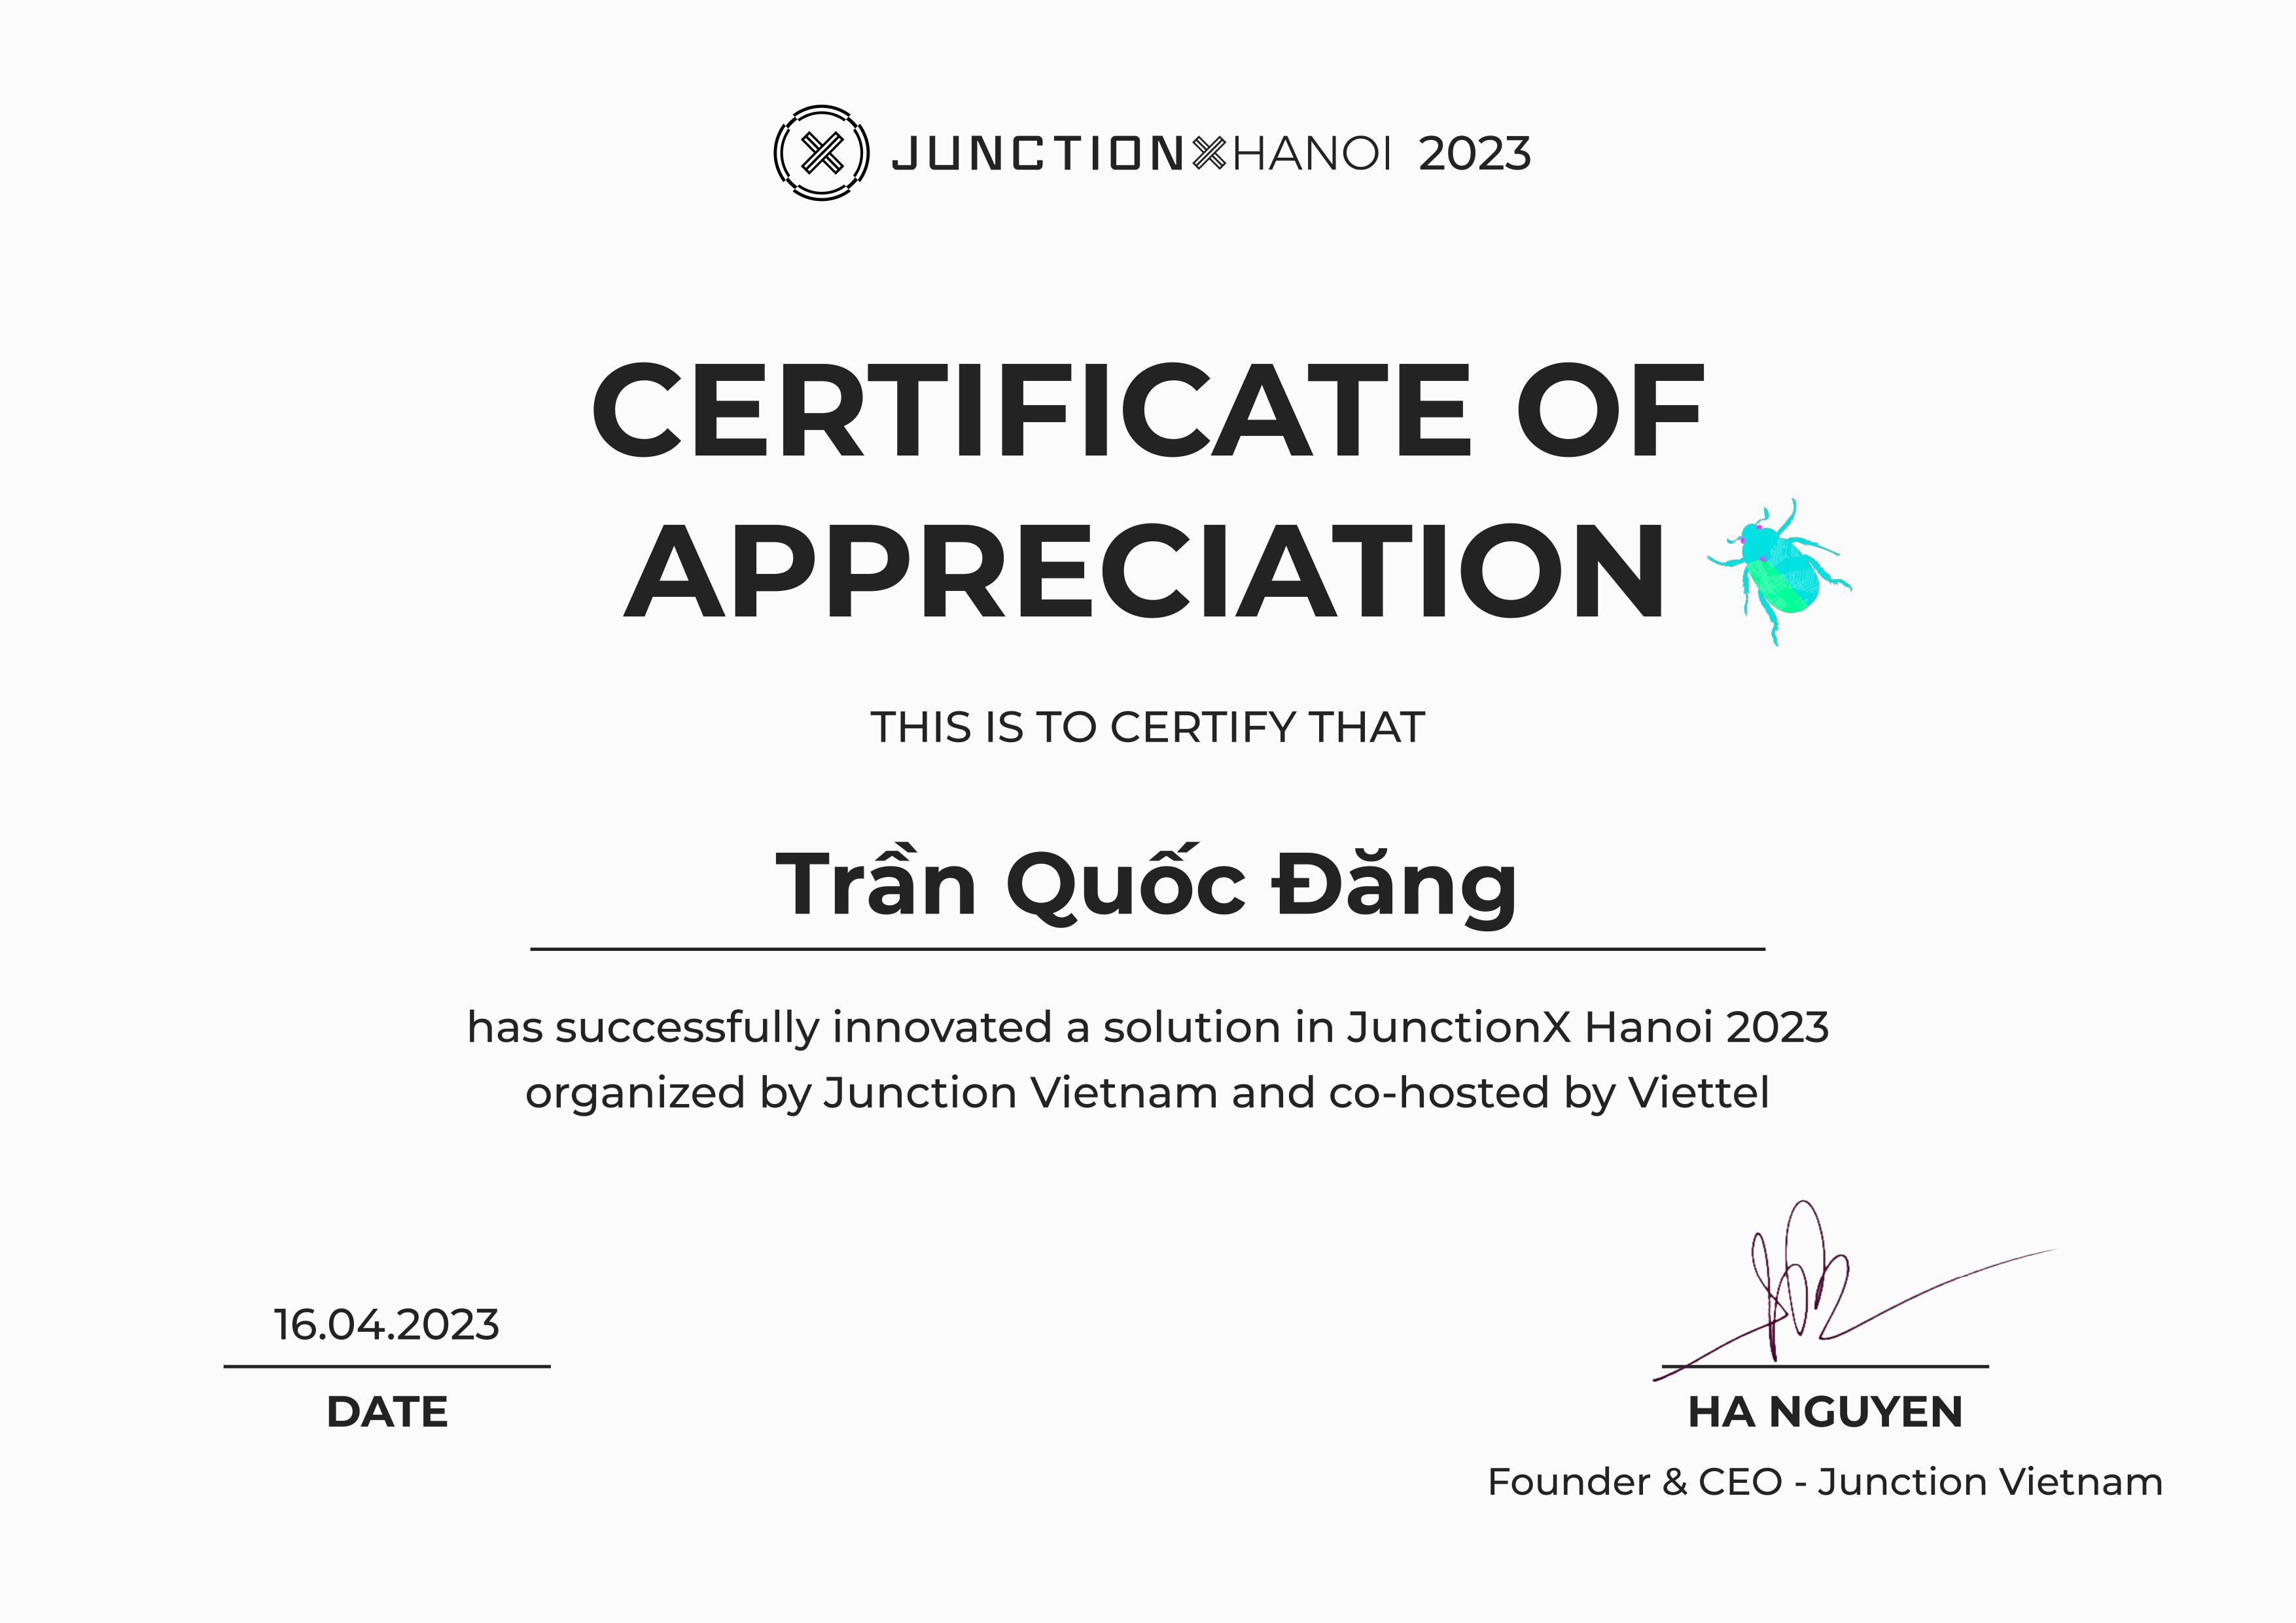 JUNCTIONXHANOI 2023
CERTIFICATE OF
APPRECIATION
THIS IS TO CERTIFY THAT
Trần Quốc Đăng
has successfully innovated a solution in JunctionX Hanoi 2023
organized by Junction Vietnam and co-hosted by Viettel
16.04.2023
DATE
HA NGUYEN
Founder & CEO - Junction Vietnam